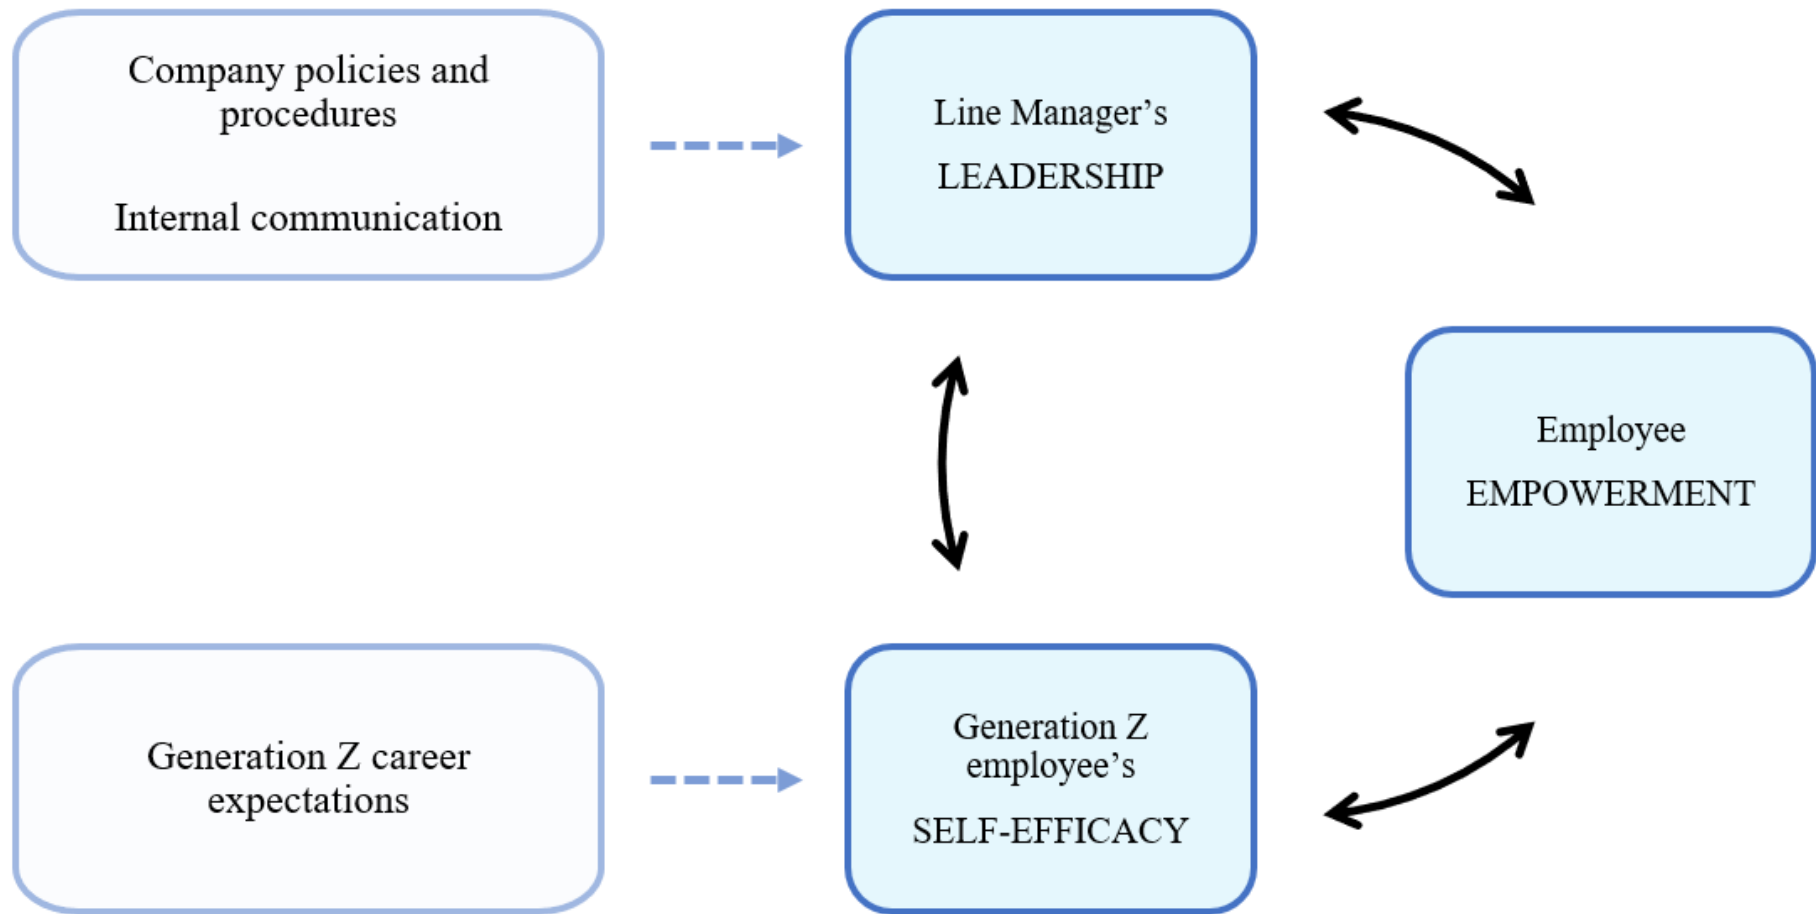 Company policies and
procedures
Internal communication
Line Manager’s
LEADERSHIP
Employee
EMPOWERMENT
Generation Z career
expectations
Generation Z
employee’s
SELF-EFFICACY